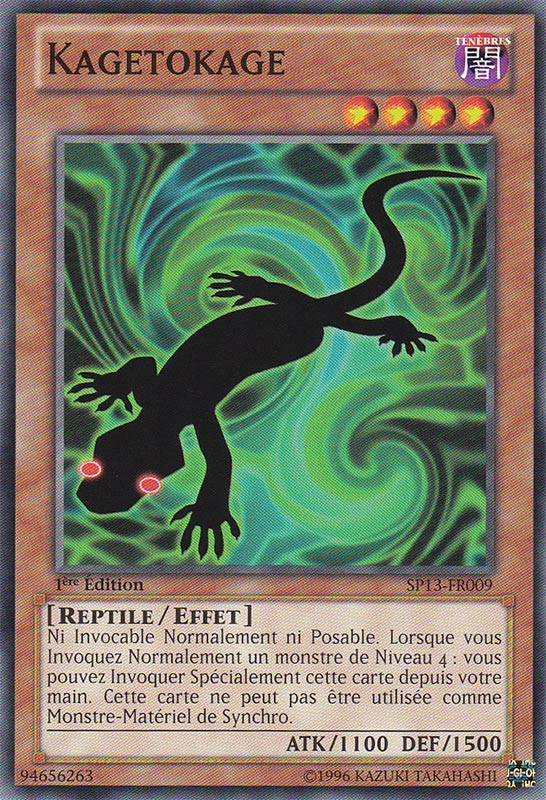 KAGETOKAGE
TÉNÈBRES
闇
1ère Édition
SP13-FR009
[REPTILE / EFFET]
Ni Invocable Normalement ni Posable. Lorsque vous
Invoquez Normalement un monstre de Niveau 4 : vous
pouvez Invoquer Spécialement cette carte depuis votre
main. Cette carte ne peut pas être utilisée comme
Monstre-Matériel de Synchro.
ATK/1100 DEF/1500
94656263
©1996 KAZUKI TAKAHASHI